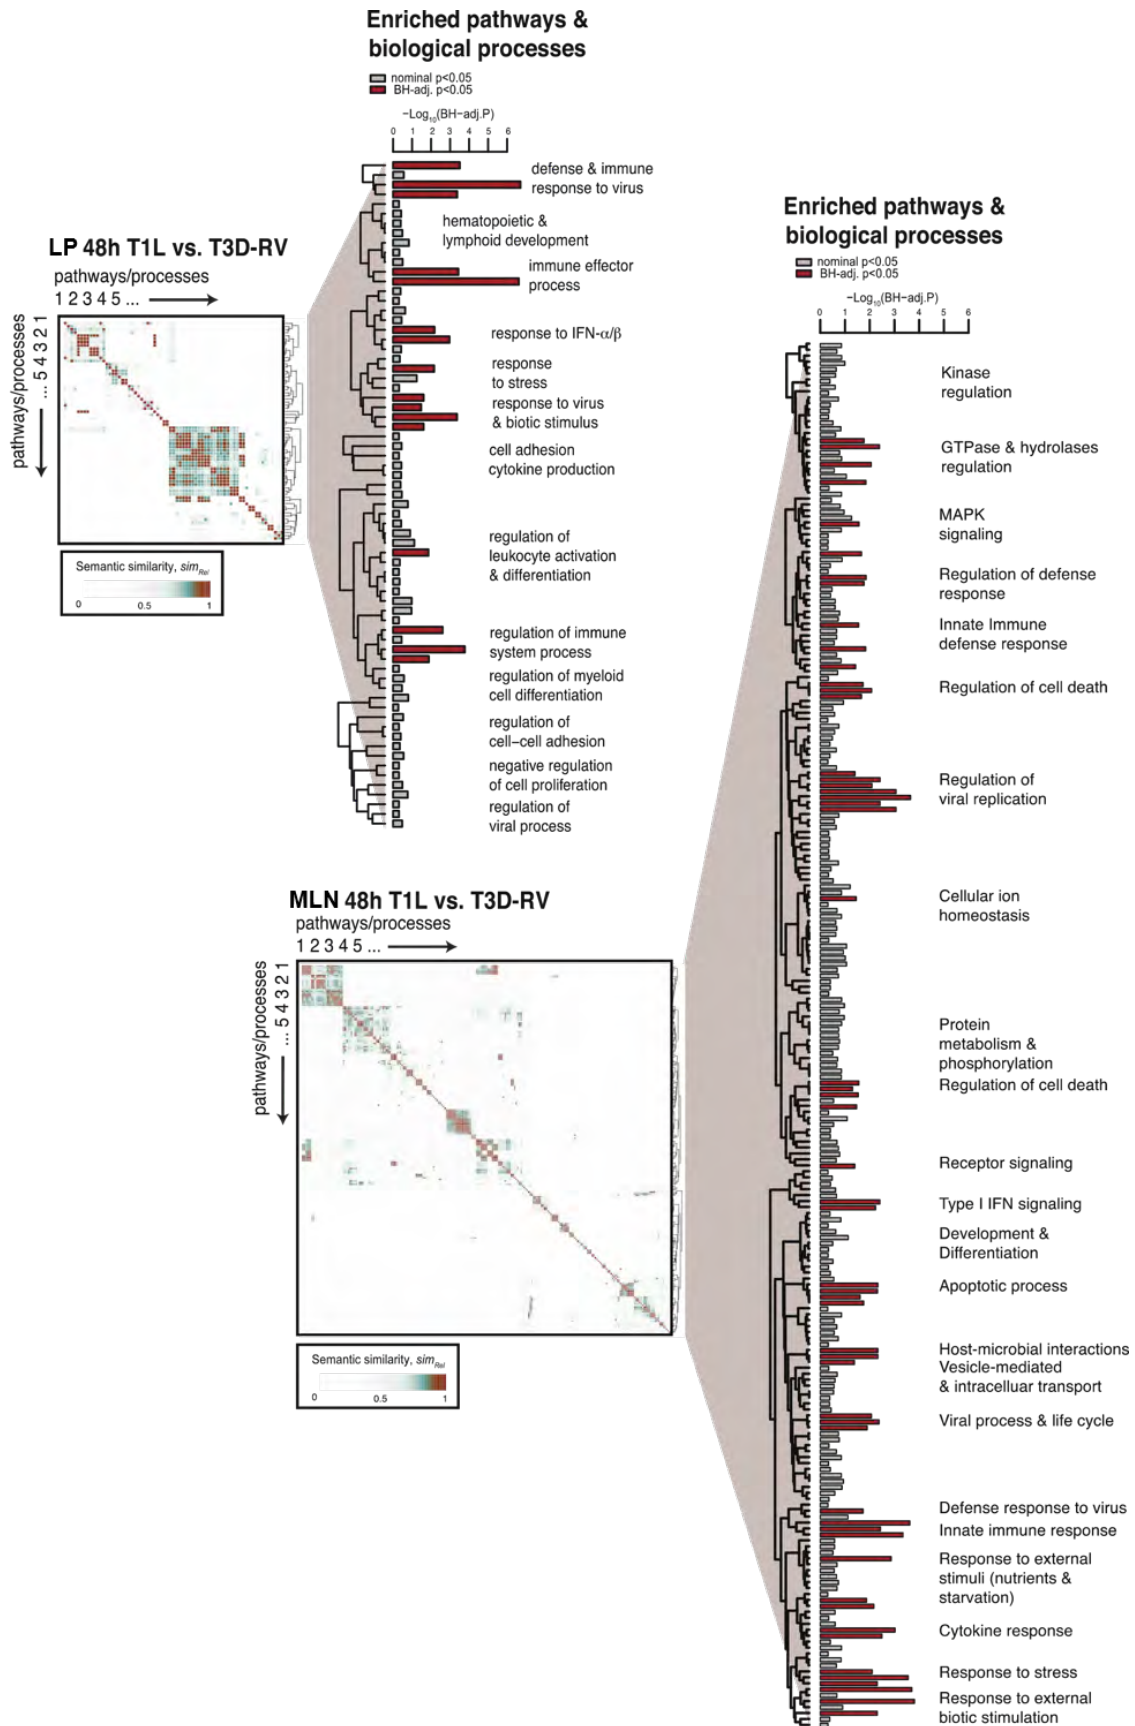 Enriched pathways &
biological processes
nominal p<0.05
BH-adj. p<0.05
−Log10(BH−adj.P)
0 1 2 3 4 5 6
defense & immune
response to virus
hematopoietic &
lymphoid development
immune effector
process
response to IFN-α/β
response
to stress
response to virus
& biotic stimulus
cell adhesion
cytokine production
regulation of
leukocyte activation
& differentiation
regulation of immune
system process
regulation of myeloid
cell differentiation
regulation of
cell−cell adhesion
negative regulation
of cell proliferation
regulation of
viral process
LP 48h T1L vs. T3D-RV
pathways/processes
1 2 3 4 5 ...
pathways/processes
... 5 4 3 2 1
Semantic similarity, simRel
0 0.5 1
Enriched pathways &
biological processes
nominal p<0.05
BH-adj. p<0.05
−Log10(BH−adj.P)
0 1 2 3 4 5 6
Kinase
regulation
GTPase & hydrolases
regulation
MAPK
signaling
Regulation of defense
response
Innate Immune
defense response
Regulation of cell death
Regulation of
viral replication
Cellular ion
homeostasis
Protein
metabolism &
phosphorylation
Regulation of cell death
Receptor signaling
Type I IFN signaling
Development &
Differentiation
Apoptotic process
Host-microbial interactions
Vesicle-mediated
& intracelluar transport
Viral process & life cycle
Defense response to virus
Innate immune response
Response to external
stimuli (nutrients &
starvation)
Cytokine response
Response to stress
Response to external
biotic stimulation
MLN 48h T1L vs. T3D-RV
pathways/processes
1 2 3 4 5 ...
pathways/processes
... 5 4 3 2 1
Semantic similarity, simRel
0 0.5 1